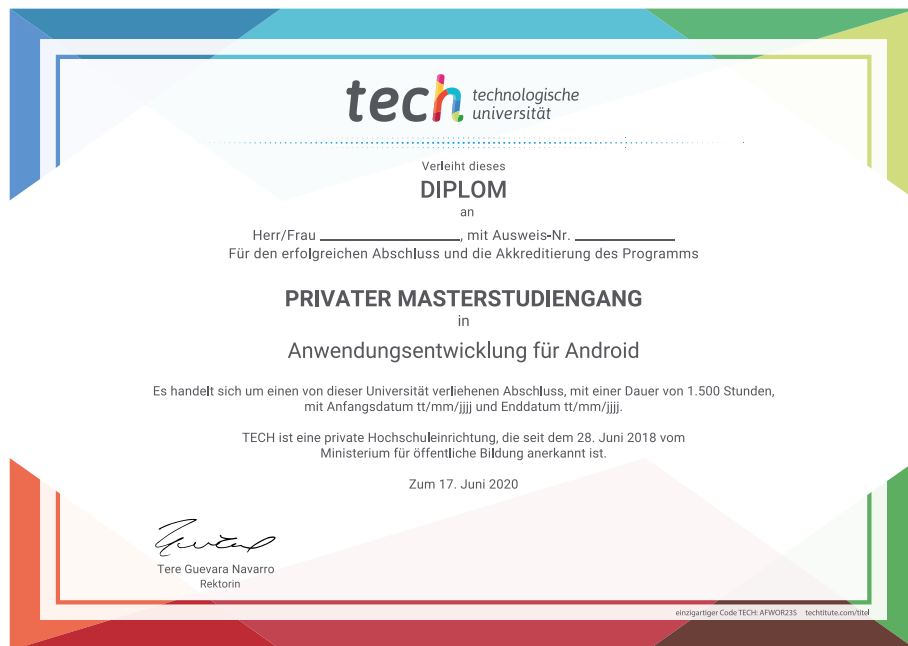 tech technologische
universität
Verleiht dieses
DIPLOM
an
Herr/Frau ____________________, mit Ausweis-Nr. ______________
Für den erfolgreichen Abschluss und die Akkreditierung des Programms
PRIVATER MASTERSTUDIENGANG
in
Anwendungsentwicklung für Android
Es handelt sich um einen von dieser Universität verliehenen Abschluss, mit einer Dauer von 1.500 Stunden,
mit Anfangsdatum tt/mm/jjjj und Enddatum tt/mm/jjjj.
TECH ist eine private Hochschuleinrichtung, die seit dem 28. Juni 2018 vom
Ministerium für öffentliche Bildung anerkannt ist.
Zum 17. Juni 2020
Tere Guevara Navarro
Rektorin
einzigartiger Code TECH: AFWOR23S techtitute.com/titel